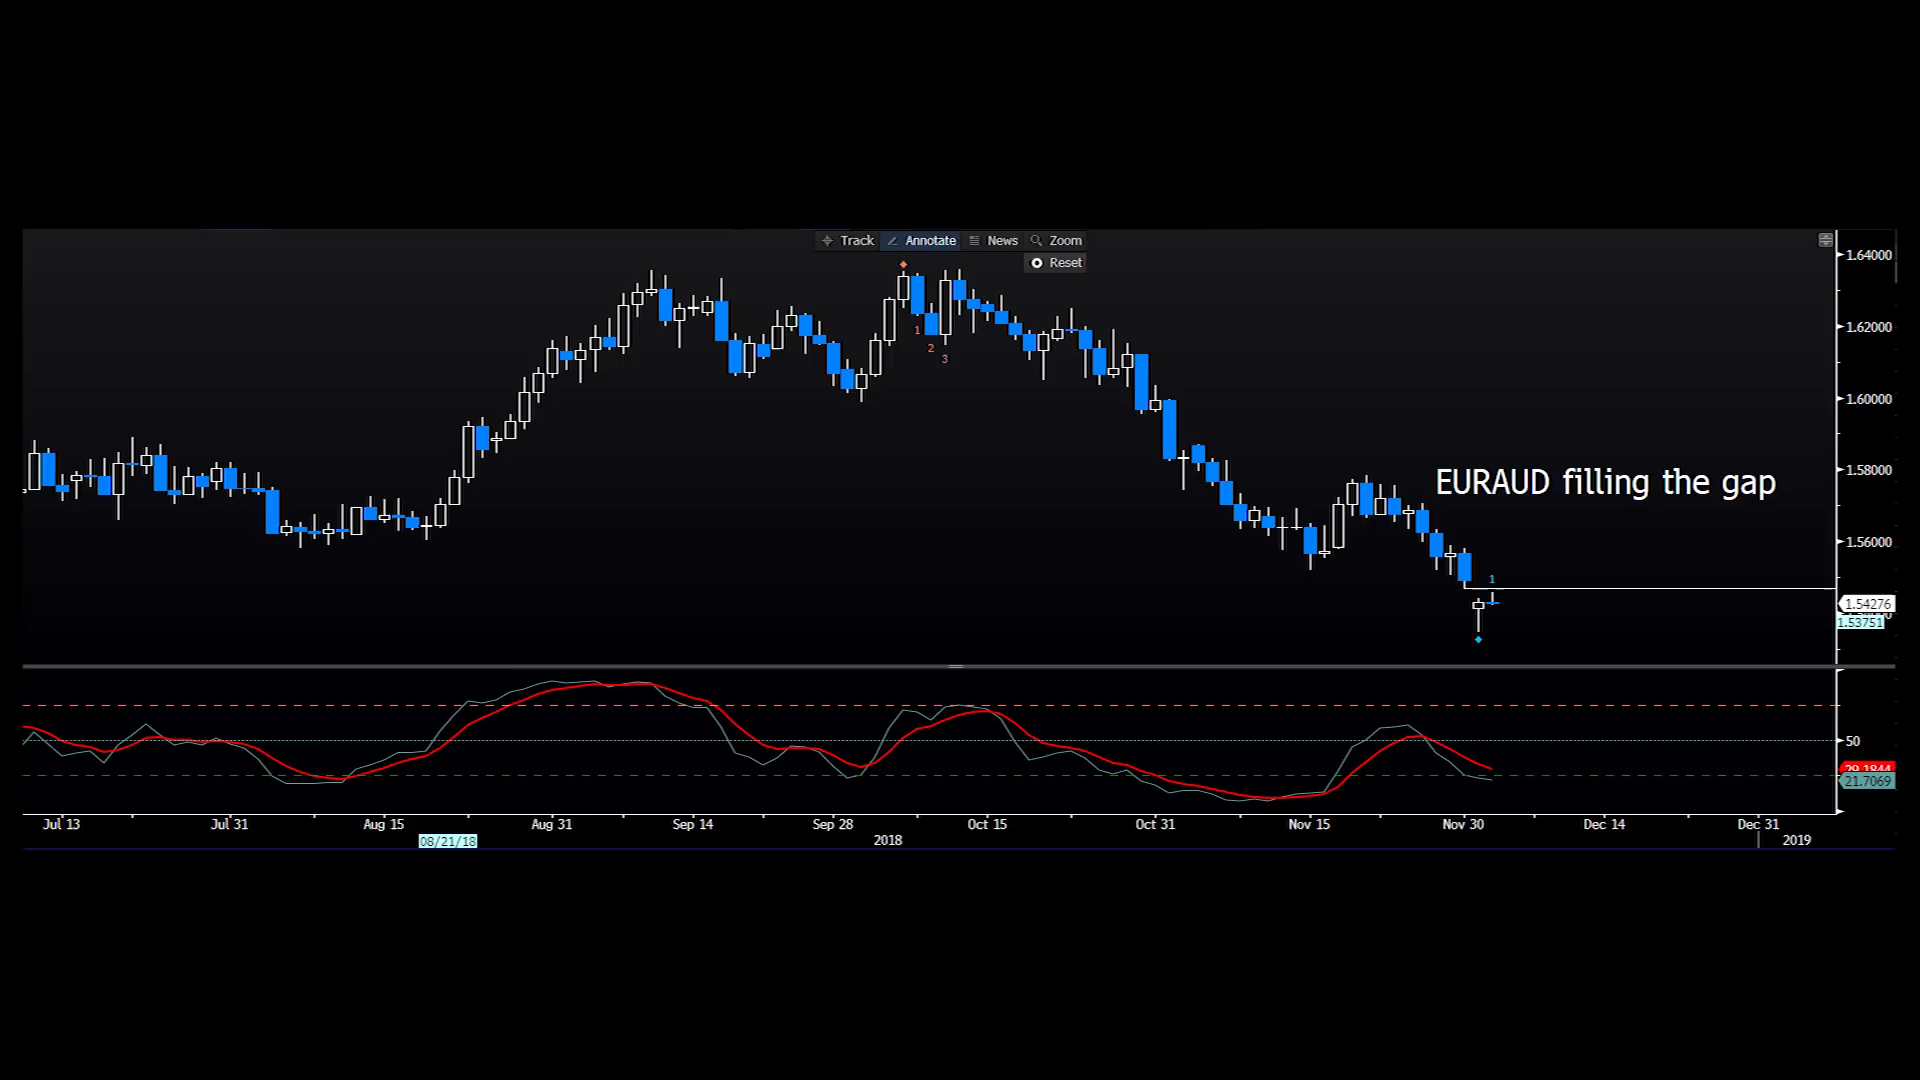 Track Annotate News Zoom
Reset
1.64000
1.62000
1
2
3
1.60000
1.58000
EURAUD filling the gap
1.56000
1
1.54276
1.53751
50
29.1844
21.7069
Jul 13 Jul 31 Aug 15 Aug 31 Sep 14 Sep 28 Oct 15 Oct 31 Nov 15 Nov 30 Dec 14 Dec 31
08/21/18 2018 2019